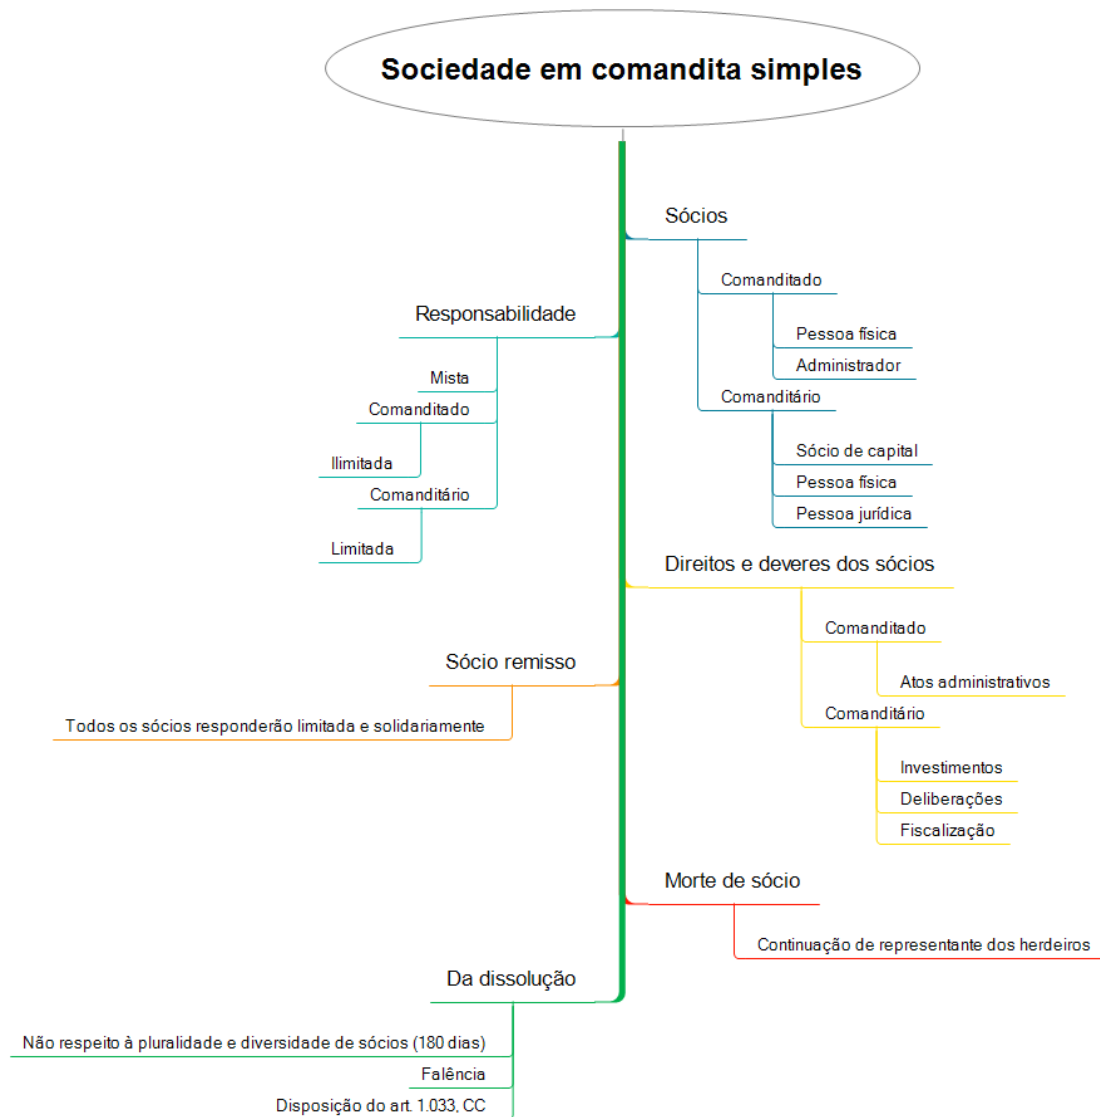 Sociedade em comandita simples
Sócios
Comanditado
Pessoa física
Administrador
Comanditário
Sócio de capital
Pessoa física
Pessoa jurídica
Responsabilidade
Mista
Comanditado
Ilimitada
Comanditário
Limitada
Direitos e deveres dos sócios
Comanditado
Atos administrativos
Comanditário
Investimentos
Deliberações
Fiscalização
Sócio remisso
Todos os sócios responderão limitada e solidariamente
Morte de sócio
Continuação de representante dos herdeiros
Da dissolução
Não respeito à pluralidade e diversidade de sócios (180 dias)
Falência
Disposição do art. 1.033, CC